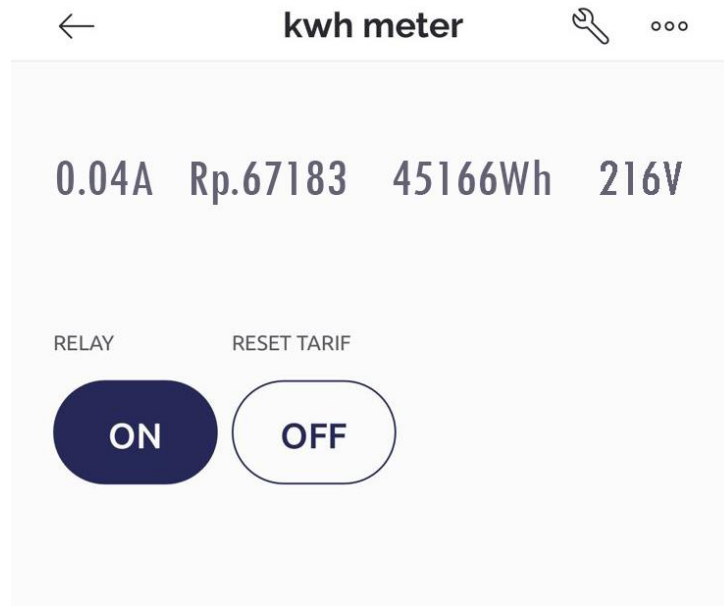 kwh meter
0.04A Rp.67183 45166Wh 216V
RELAY RESET TARIF
ON OFF